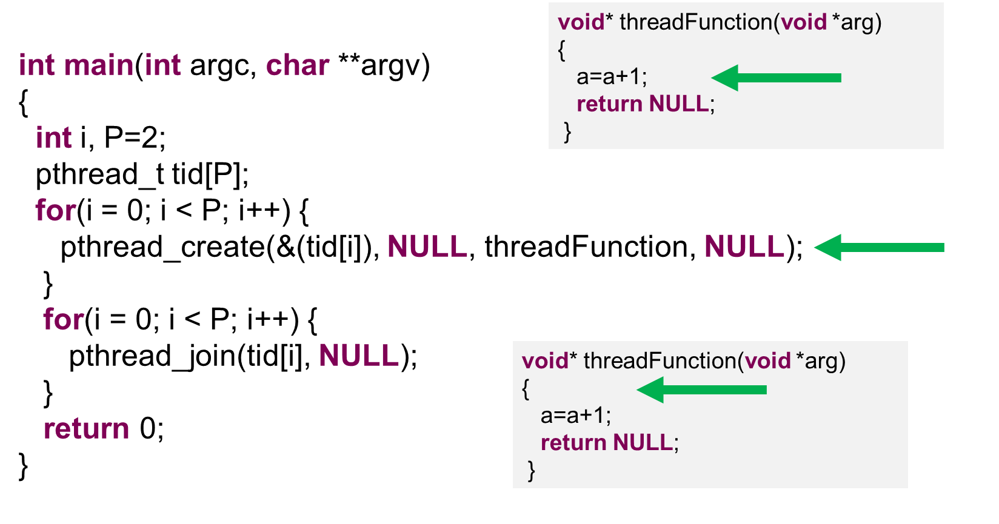 int main(int argc, char **argv)
{
int i, P=2;
pthread_t tid[P];
for(i = 0; i < P; i++) {
pthread_create(&(tid[i]), NULL, threadFunction, NULL);
}
for(i = 0; i < P; i++) {
pthread_join(tid[i], NULL);
}
return 0;
}
void* threadFunction(void *arg)
{
a=a+1;
return NULL;
}
void* threadFunction(void *arg)
{
a=a+1;
return NULL;
}